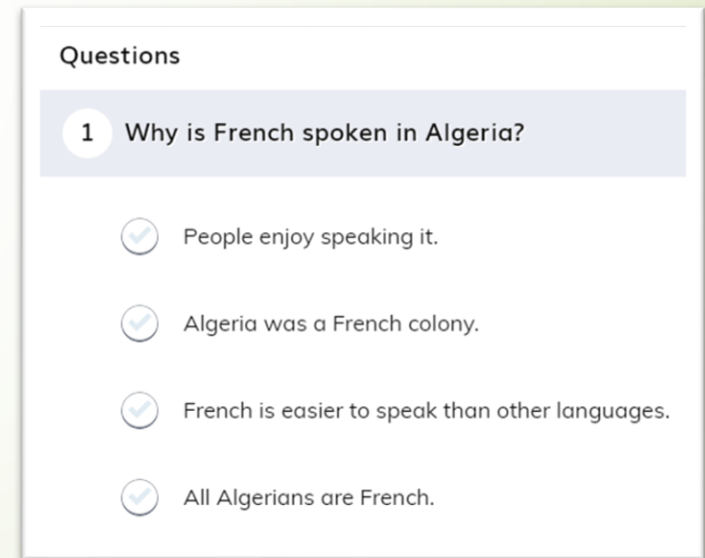 Questions
1 Why is French spoken in Algeria?
People enjoy speaking it.
Algeria was a French colony.
French is easier to speak than other languages.
All Algerians are French.